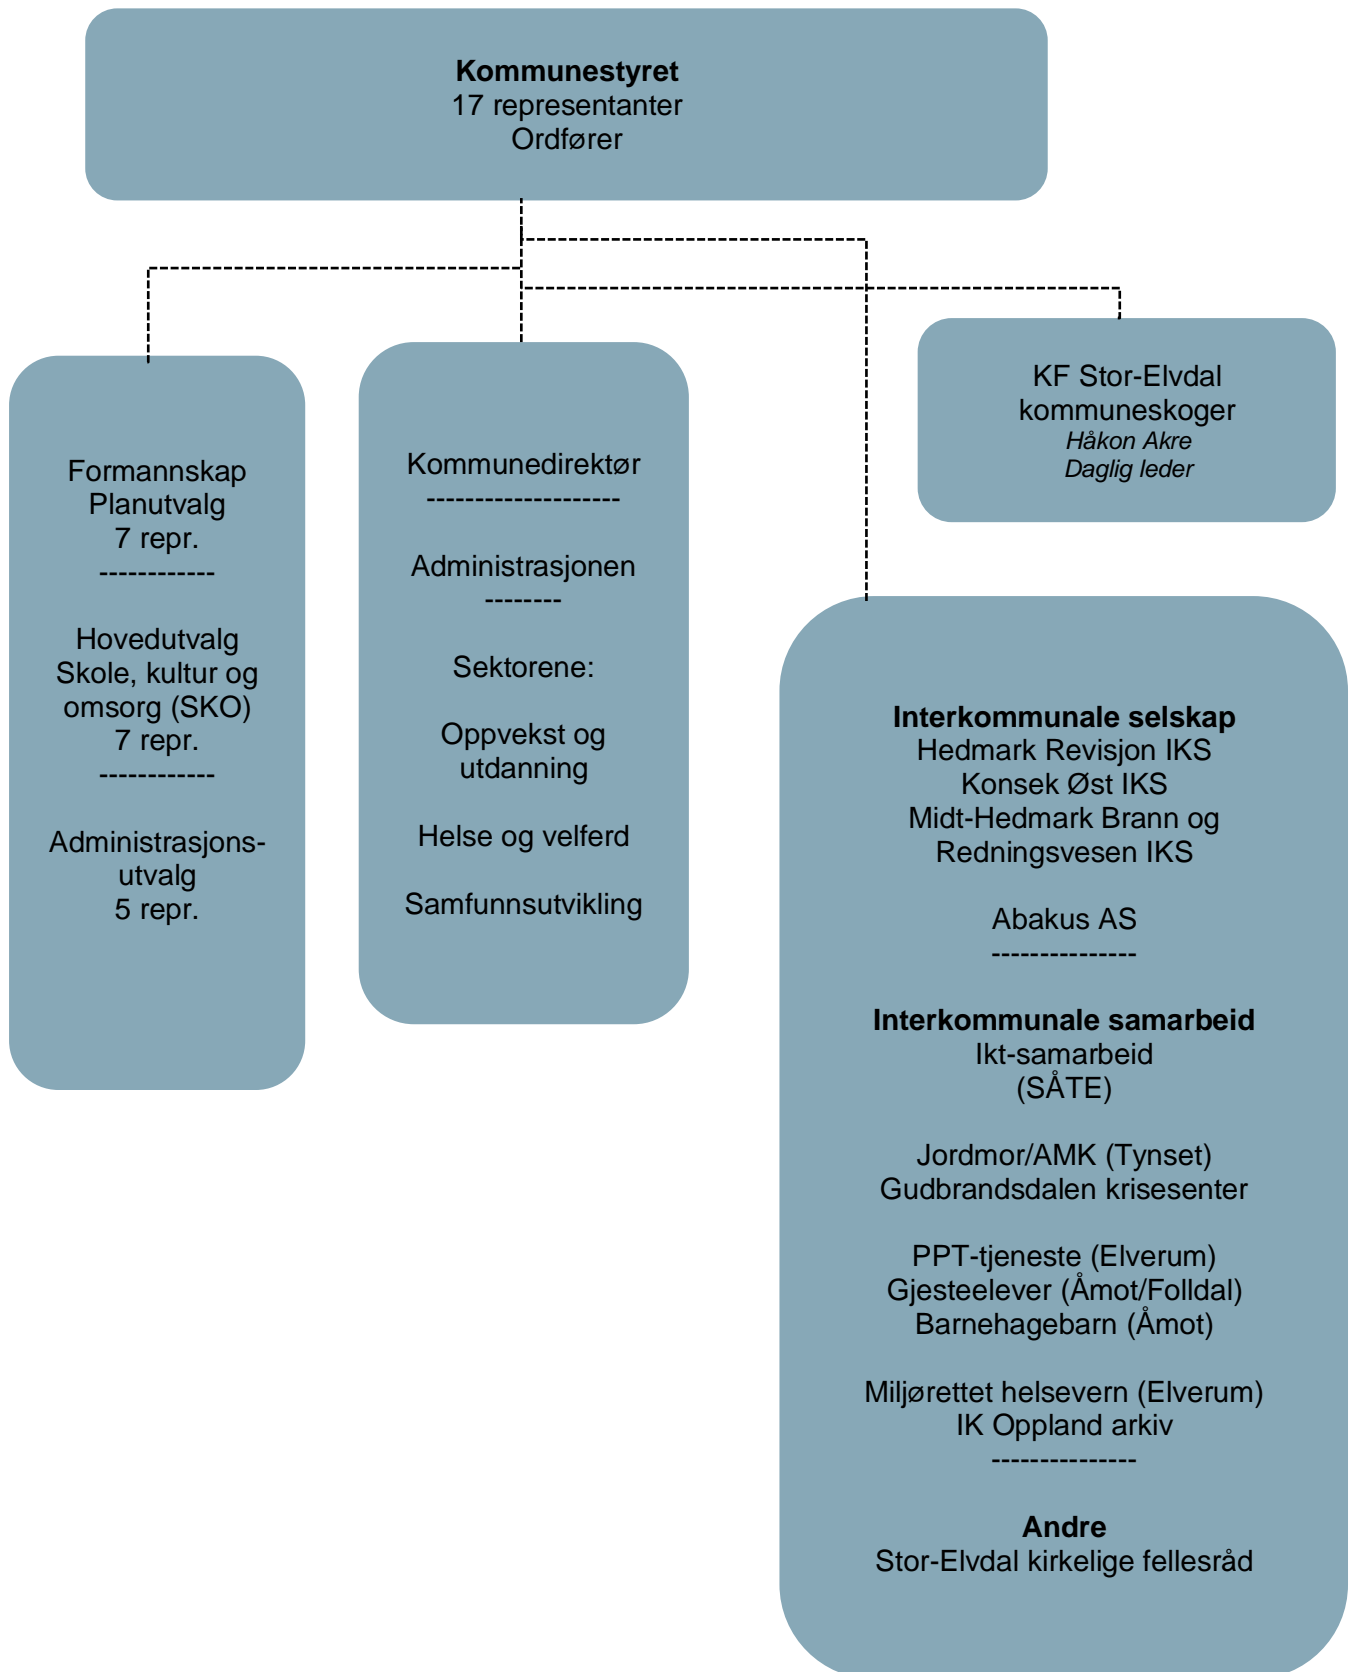 Kommunestyret
17 representanter
Ordfører
Formannskap
Planutvalg
7 repr.
------------
Hovedutvalg
Skole, kultur og
omsorg (SKO)
7 repr.
------------
Administrasjons-
utvalg
5 repr.
Kommunedirektør
--------------------
Administrasjonen
--------
Sektorene:
Oppvekst og
utdanning
Helse og velferd
Samfunnsutvikling
KF Stor-Elvdal
kommuneskoger
Håkon Akre
Daglig leder
Interkommunale selskap
Hedmark Revisjon IKS
Konsek Øst IKS
Midt-Hedmark Brann og
Redningsvesen IKS
Abakus AS
---------------
Interkommunale samarbeid
Ikt-samarbeid
(SÅTE)
Jordmor/AMK (Tynset)
Gudbrandsdalen krisesenter
PPT-tjeneste (Elverum)
Gjesteelever (Åmot/Folldal)
Barnehagebarn (Åmot)
Miljørettet helsevern (Elverum)
IK Oppland arkiv
---------------
Andre
Stor-Elvdal kirkelige fellesråd